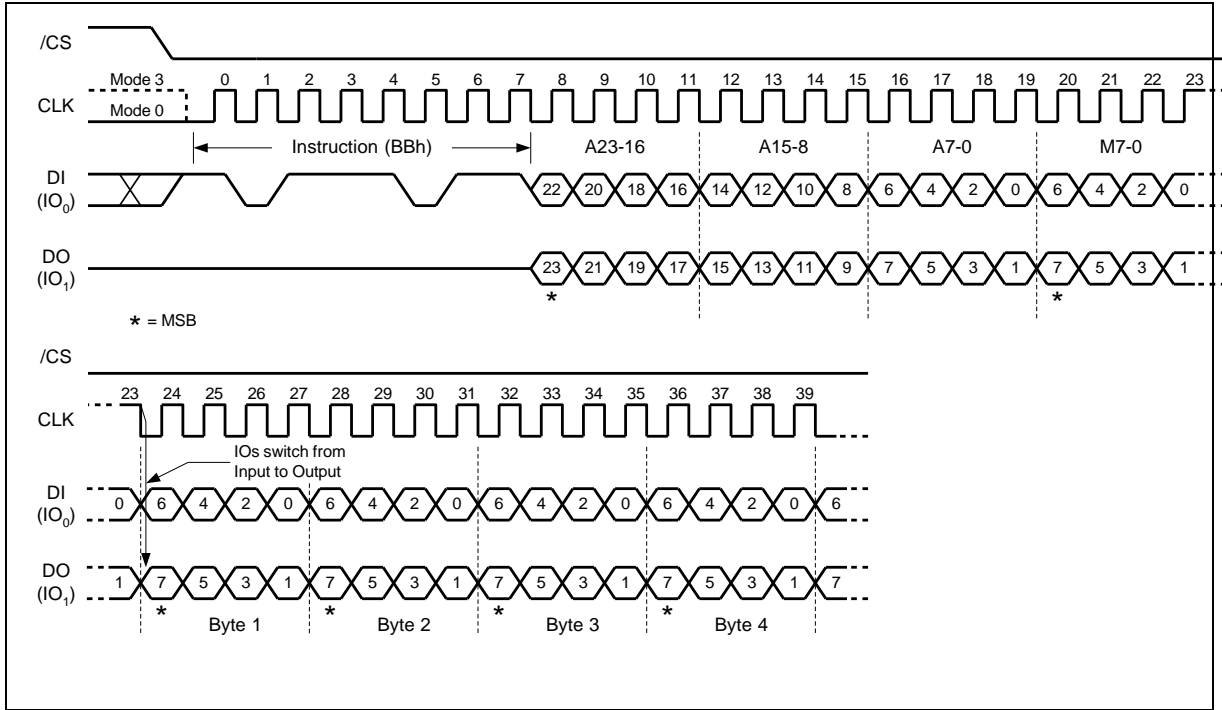 /CS
Mode 3 0 1 2 3 4 5 6 7 8 9 10 11 12 13 14 15 16 17 18 19 20 21 22 23
CLK
Mode 0
Instruction (BBh) A23-16 A15-8 A7-0 M7-0
DI
(IO0) 22 20 18 16 14 12 10 8 6 4 2 0 6 4 2 0
DO
(IO1) 23 21 19 17 15 13 11 9 7 5 3 1 7 5 3 1
* *
* = MSB
/CS
23 24 25 26 27 28 29 30 31 32 33 34 35 36 37 38 39
CLK
IOs switch from
Input to Output
DI
(IO0) 0 6 4 2 0 6 4 2 0 6 4 2 0 6 4 2 0 6
DO
(IO1) 1 7 5 3 1 7 5 3 1 7 5 3 1 7 5 3 1 7
* * * *
Byte 1 Byte 2 Byte 3 Byte 4